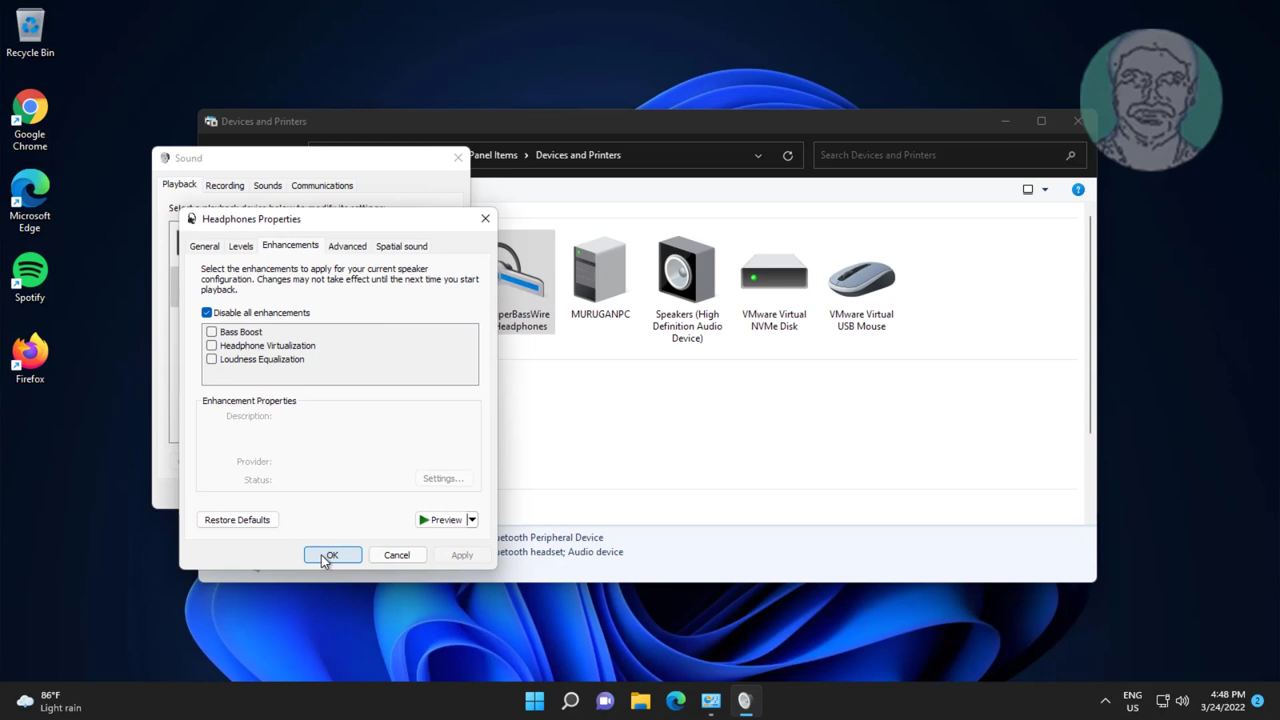 Recycle Bin
Google
Chrome
Microsoft
Edge
Spotify
Firefox
Devices and Printers
Panel Items › Devices and Printers
Search Devices and Printers
Sound
Playback Recording Sounds Communications
Headphones Properties
General Levels Enhancements Advanced Spatial sound
Select the enhancements to apply for your current speaker
configuration. Changes may not take effect until the next time you start
playback.
Disable all enhancements
Bass Boost
Headphone Virtualization
Loudness Equalization
Enhancement Properties
Description:
Provider:
Status:
Settings...
Restore Defaults
Preview
OK Cancel Apply
perBassWire
Headphones
MURUGANPC
Speakers (High
Definition Audio
Device)
VMware Virtual
NVMe Disk
VMware Virtual
USB Mouse
uetooth Peripheral Device
uetooth headset; Audio device
86°F
Light rain
ENG
US
4:48 PM
3/24/2022
2